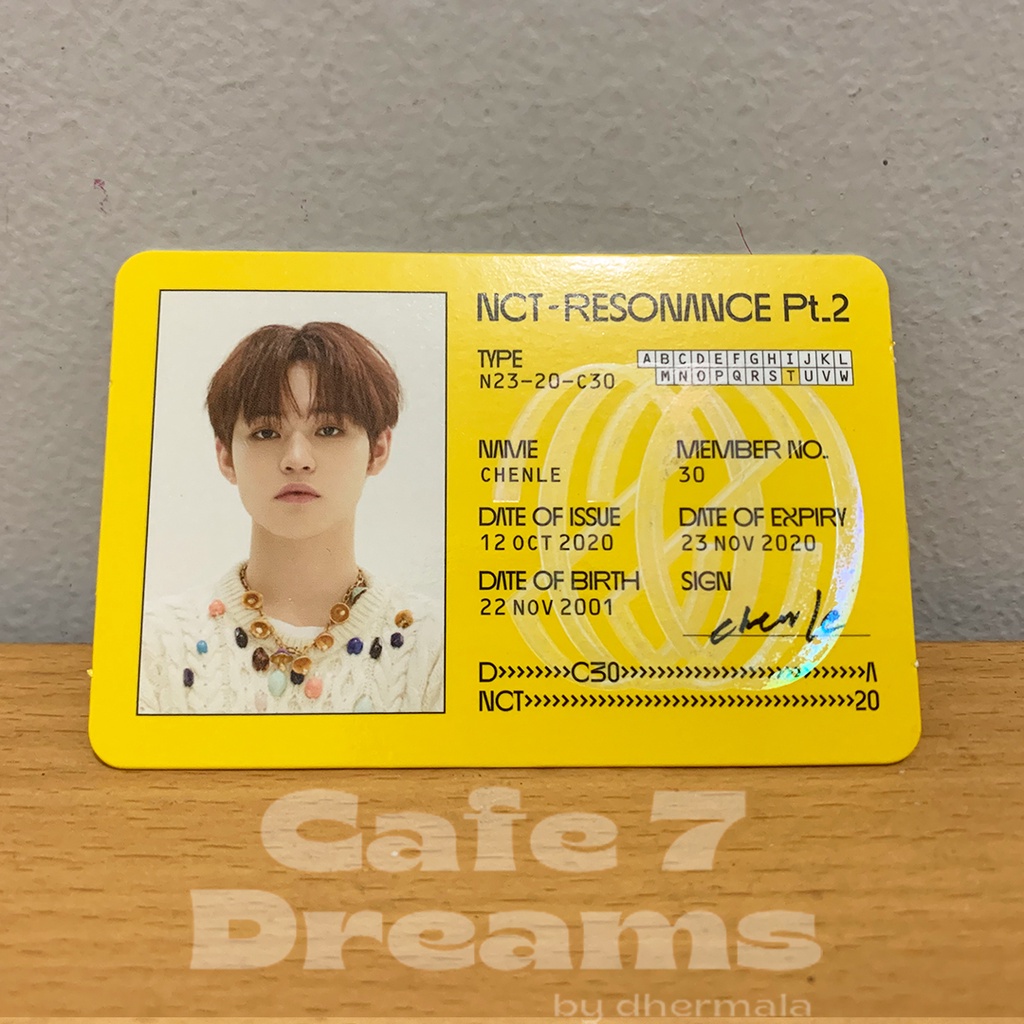 NCT-RESONANCE Pt.2
TYPE
N23-20-C30
A B C D E F G H I J K L
M N O P Q R S T U V W
NAME
CHENLE
MEMBER NO.
30
DATE OF ISSUE
12 OCT 2020
DATE OF EXPIRY
23 NOV 2020
DATE OF BIRTH
22 NOV 2001
SIGN
chenle
D>>>>>>>>C30>>>>>>>>>>>>>>>>>>>>>>>>>>A
NCT>>>>>>>>>>>>>>>>>>>>>>>>>>>>>>>>>>>>20
Cafe 7
Dreams
by dhermala